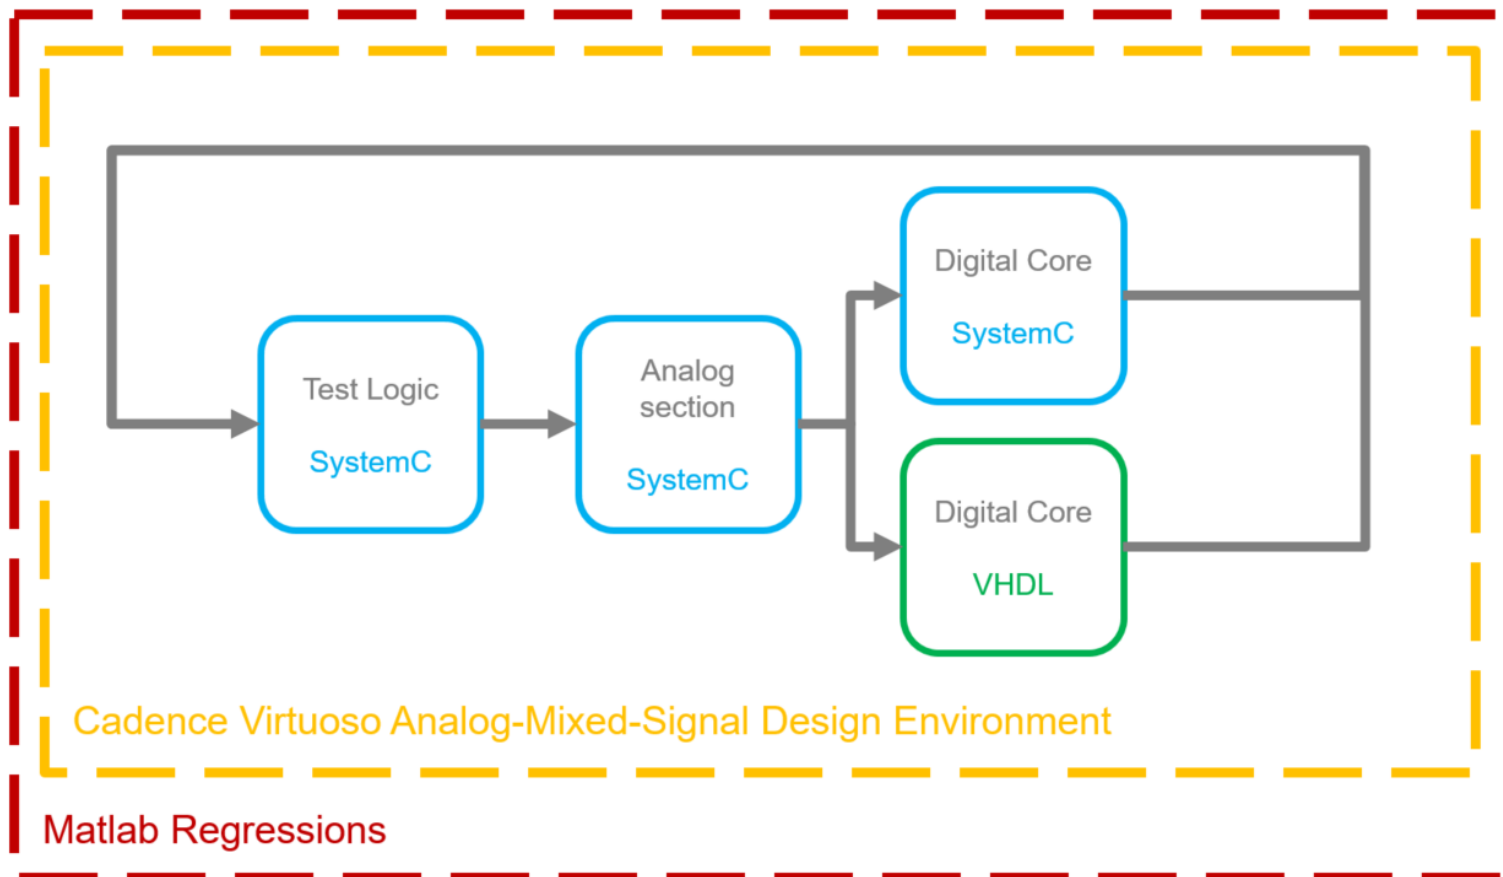 Test Logic
SystemC
Analog
section
SystemC
Digital Core
SystemC
Digital Core
VHDL
Cadence Virtuoso Analog-Mixed-Signal Design Environment
Matlab Regressions